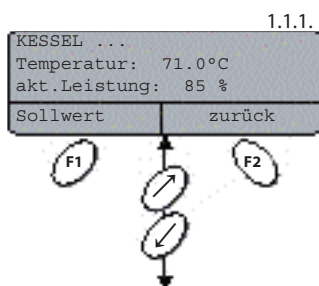 1.1.1.
KESSEL ...
Temperatur: 71.0°C
akt.Leistung: 85 %
Sollwert zurück
F1 F2